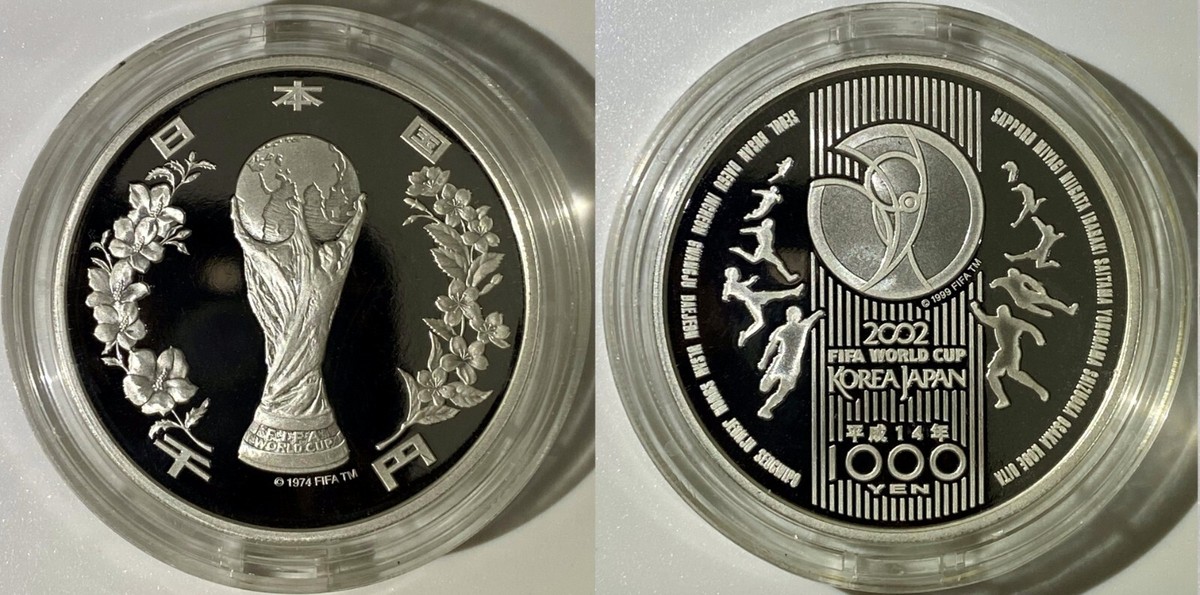 日本国
FIFA
WORLD CUP
© 1974 FIFA TM
千円
SEOUL BUSAN DAEGU INCHEON GWANGJU DAEJEON ULSAN SUWON JEONJU SEOGWIPO
SAPPORO MIYAGI NIIGATA IBARAKI SAITAMA YOKOHAMA SHIZUOKA OSAKA KOBE OITA
© 1999 FIFA TM
2002
FIFA WORLD CUP
KOREA JAPAN
平成14年
1000
YEN